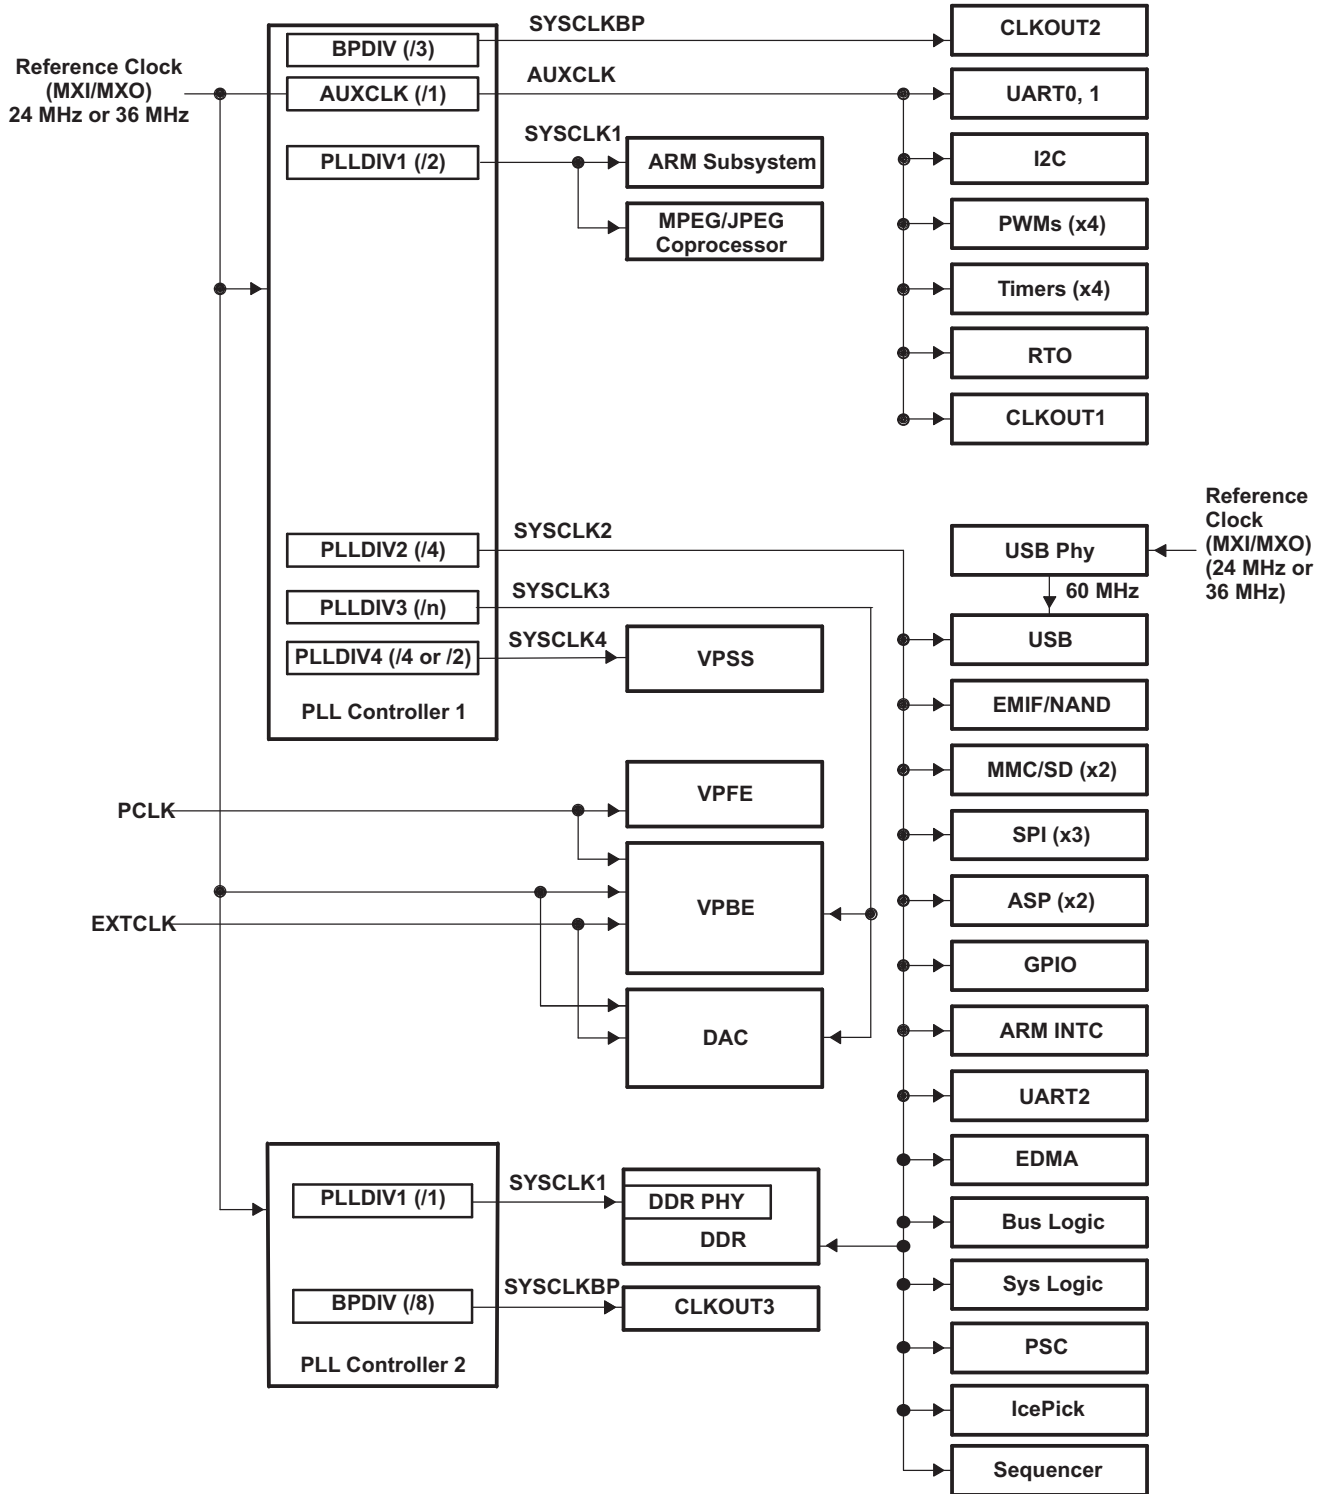 SYSCLKBP
CLKOUT2
BPDIV (/3)
Reference Clock
(MXI/MXO)
24 MHz or 36 MHz
AUXCLK (/1)
AUXCLK
UART0, 1
SYSCLK1
PLLDIV1 (/2)
ARM Subsystem
I2C
MPEG/JPEG
Coprocessor
PWMs (x4)
Timers (x4)
RTO
CLKOUT1
PLLDIV2 (/4)
SYSCLK2
USB Phy
Reference
Clock
(MXI/MXO)
(24 MHz or
36 MHz)
60 MHz
PLLDIV3 (/n)
SYSCLK3
USB
PLLDIV4 (/4 or /2)
SYSCLK4
VPSS
PLL Controller 1
EMIF/NAND
MMC/SD (x2)
PCLK
VPFE
SPI (x3)
VPBE
ASP (x2)
EXTCLK
GPIO
DAC
ARM INTC
UART2
EDMA
PLLDIV1 (/1)
SYSCLK1
DDR PHY
DDR
Bus Logic
Sys Logic
BPDIV (/8)
SYSCLKBP
CLKOUT3
PLL Controller 2
PSC
IcePick
Sequencer